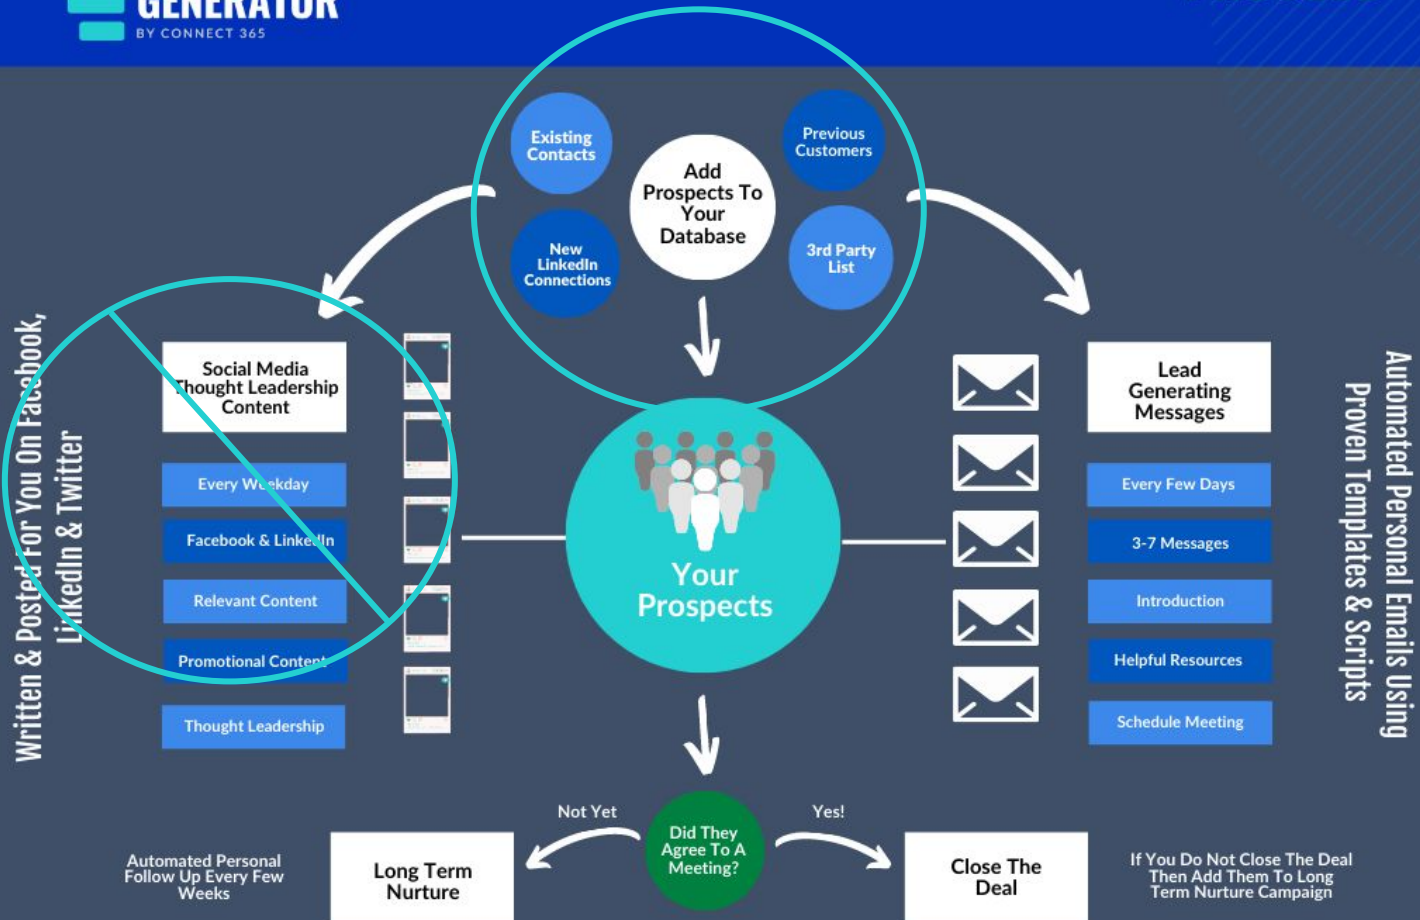 GENERATOR
BY CONNECT 365
Existing
Contacts
New
LinkedIn
Connections
Add
Prospects To
Your
Database
Previous
Customers
3rd Party
List
Written & Posted For You On Facebook,
LinkedIn & Twitter
Social Media
Thought Leadership
Content
Every Weekday
Facebook & LinkedIn
Relevant Content
Promotional Content
Thought Leadership
Your
Prospects
Lead
Generating
Messages
Every Few Days
3-7 Messages
Introduction
Helpful Resources
Schedule Meeting
Automated Personal Emails Using
Proven Templates & Scripts
Not Yet
Did They
Agree To A
Meeting?
Yes!
Automated Personal
Follow Up Every Few
Weeks
Long Term
Nurture
Close The
Deal
If You Do Not Close The Deal
Then Add Them To Long
Term Nurture Campaign